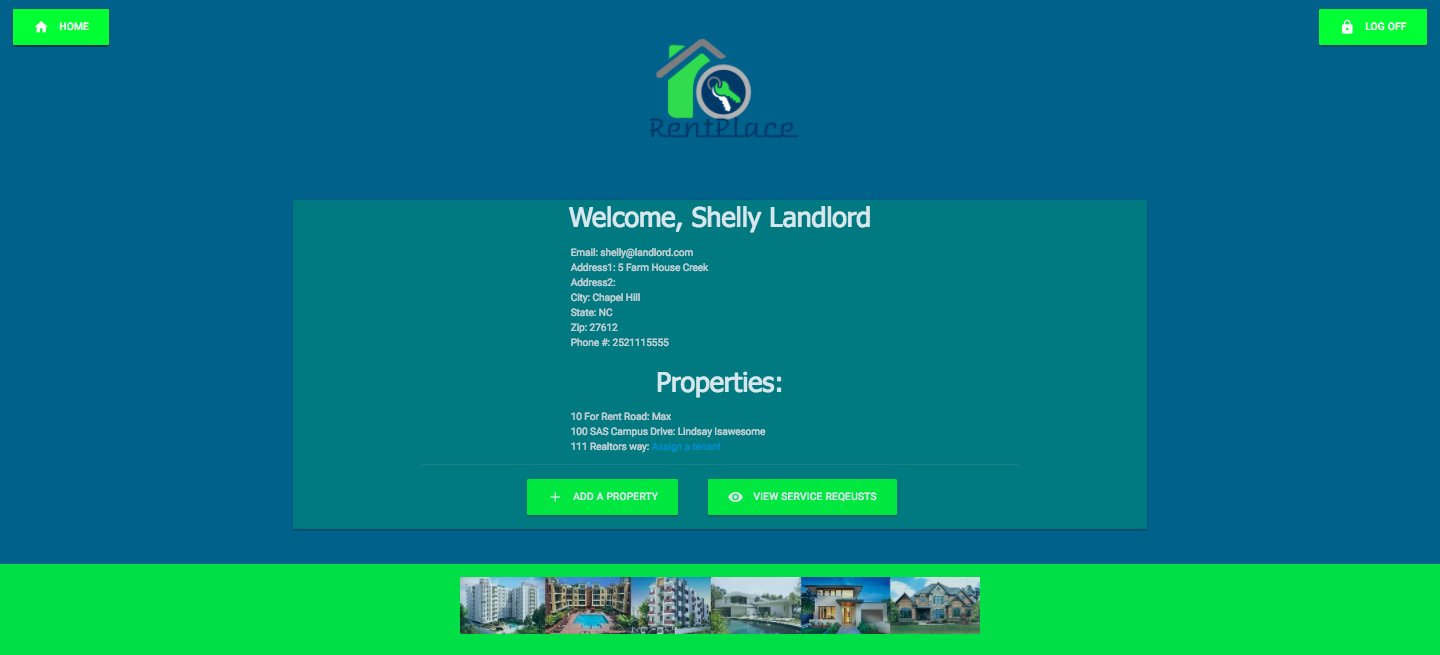 HOME
LOG OFF
RentPlace
Welcome, Shelly Landlord
Email: shelly@landlord.com
Address1: 5 Farm House Creek
Address2:
City: Chapel Hill
State: NC
Zip: 27612
Phone #: 2521115555
Properties:
10 For Rent Road: Max
100 SAS Campus Drive: Lindsay Isawesome
111 Realtors way: Assign a tenant
ADD A PROPERTY
VIEW SERVICE REQEUSTS